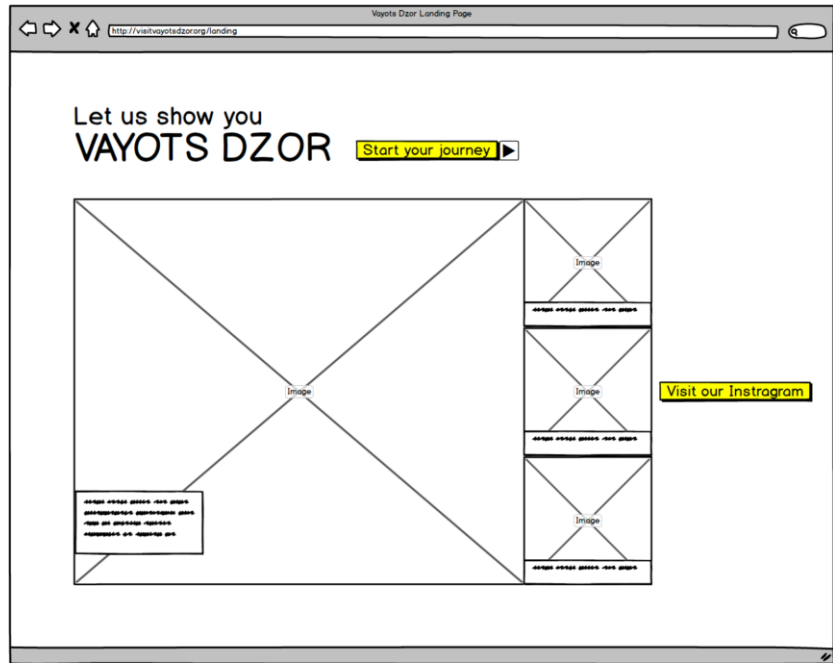 Vayots Dzor Landing Page
http://visitvayotsdzor.org/landing
Let us show you
VAYOTS DZOR
Start your journey
Image
Image
Image
Visit our Instragram
Image